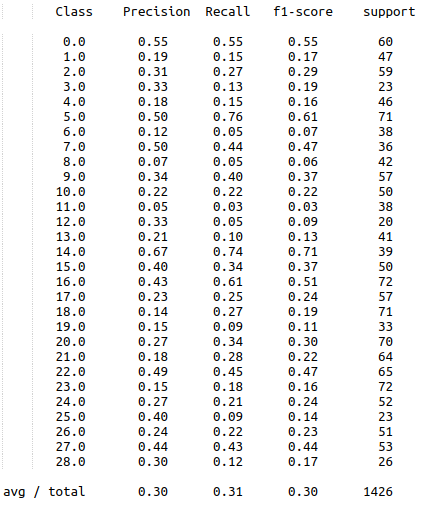 Class Precision Recall f1-score support
0.0 0.55 0.55 0.55 60
1.0 0.19 0.15 0.17 47
2.0 0.31 0.27 0.29 59
3.0 0.33 0.13 0.19 23
4.0 0.18 0.15 0.16 46
5.0 0.50 0.76 0.61 71
6.0 0.12 0.05 0.07 38
7.0 0.50 0.44 0.47 36
8.0 0.07 0.05 0.06 42
9.0 0.34 0.40 0.37 57
10.0 0.22 0.22 0.22 50
11.0 0.05 0.03 0.03 38
12.0 0.33 0.05 0.09 20
13.0 0.21 0.10 0.13 41
14.0 0.67 0.74 0.71 39
15.0 0.40 0.34 0.37 50
16.0 0.43 0.61 0.51 72
17.0 0.23 0.25 0.24 57
18.0 0.14 0.27 0.19 71
19.0 0.15 0.09 0.11 33
20.0 0.27 0.34 0.30 70
21.0 0.18 0.28 0.22 64
22.0 0.49 0.45 0.47 65
23.0 0.15 0.18 0.16 72
24.0 0.27 0.21 0.24 52
25.0 0.40 0.09 0.14 23
26.0 0.24 0.22 0.23 51
27.0 0.44 0.43 0.44 53
28.0 0.30 0.12 0.17 26
avg / total 0.30 0.31 0.30 1426